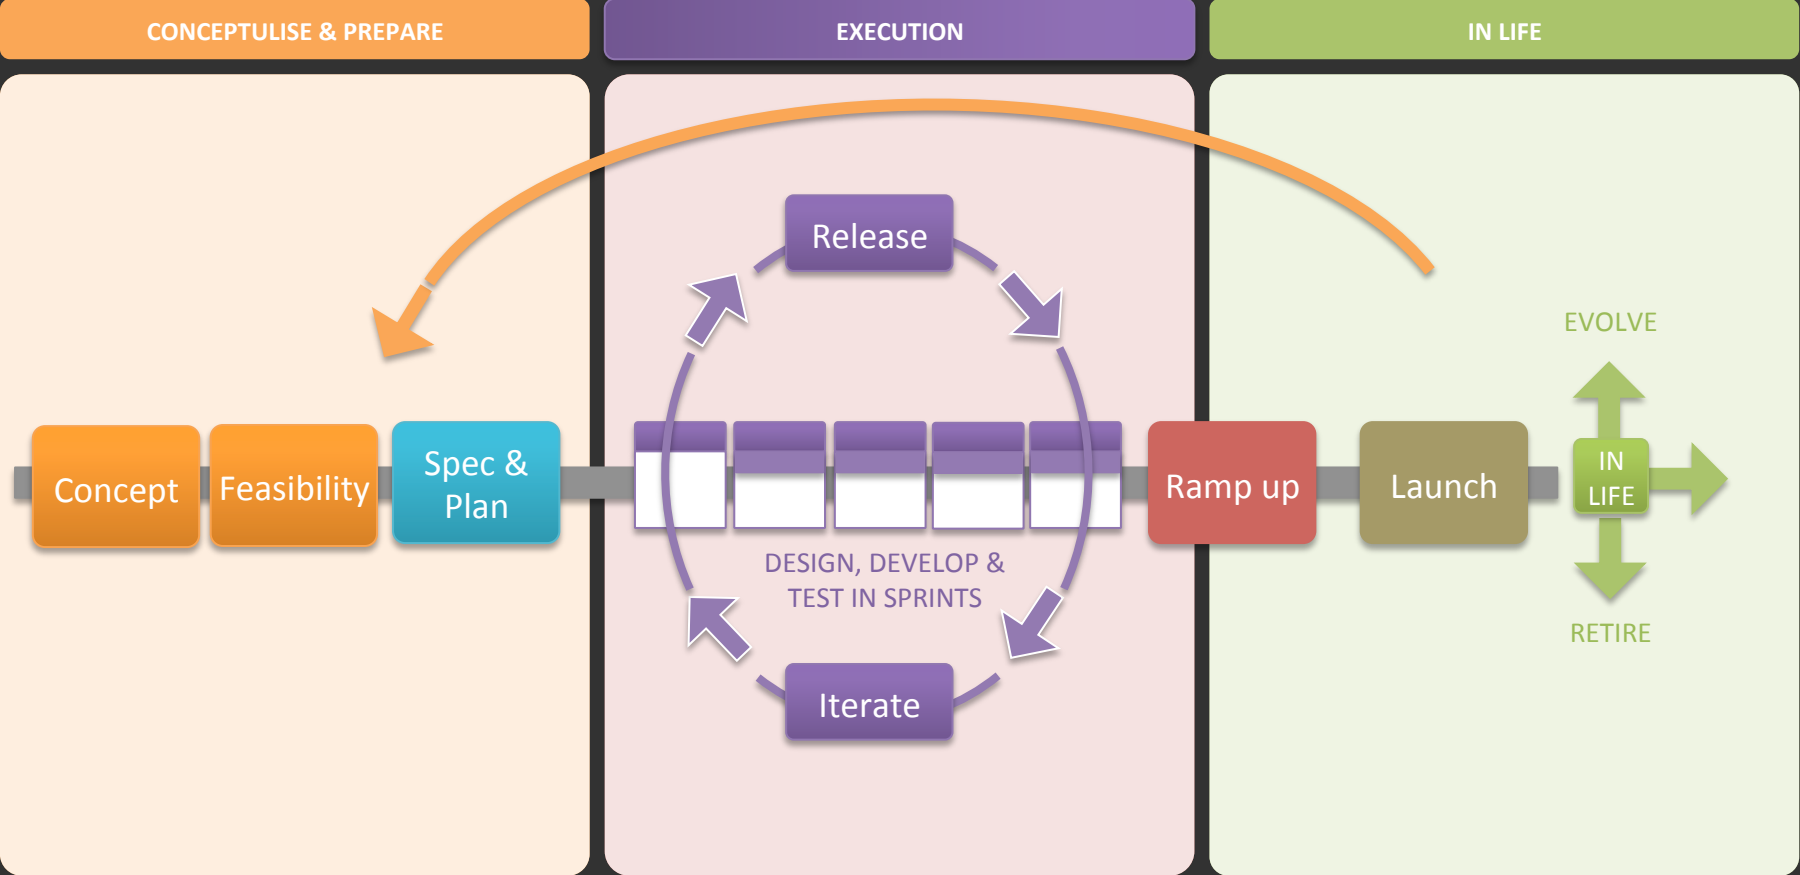 CONCEPTULISE & PREPARE
EXECUTION
IN LIFE
Release
EVOLVE
Concept
Feasibility
Spec &
Plan
Ramp up
Launch
IN
LIFE
DESIGN, DEVELOP &
TEST IN SPRINTS
RETIRE
Iterate